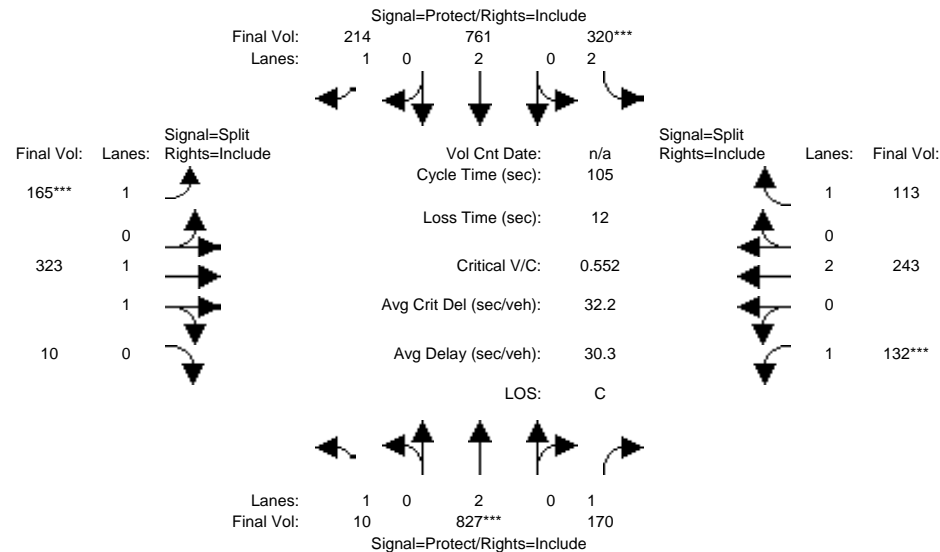 Signal=Protect/Rights=Include
Final Vol: 214 761 320***
Lanes: 1 0 2 0 2
Signal=Split Signal=Split
Final Vol: Lanes: Rights=Include Vol Cnt Date: n/a Rights=Include Lanes: Final Vol:
Cycle Time (sec): 105
165*** 1 1 113
Loss Time (sec): 12
0 0
323 1 Critical V/C: 0.552 2 243
1 Avg Crit Del (sec/veh): 32.2 0
10 0 Avg Delay (sec/veh): 30.3 1 132***
LOS: C
Lanes: 1 0 2 0 1
Final Vol: 10 827*** 170
Signal=Protect/Rights=Include